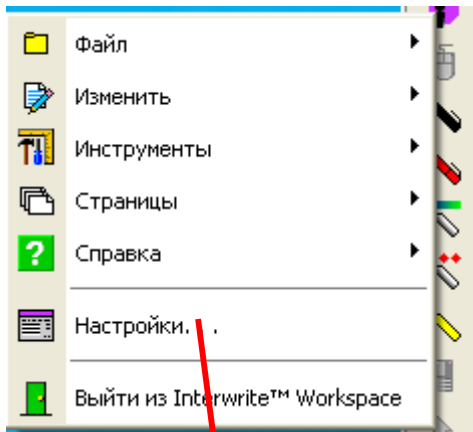 Файл
Изменить
Инструменты
Страницы
Справка
Настройки. .
Выйти из Interwrite™ Workspace